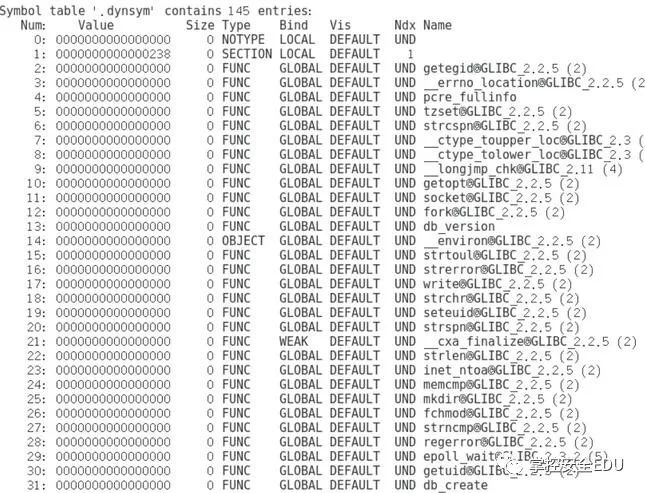 Symbol table '.dynsym' contains 145 entries:
Num: Value Size Type Bind Vis Ndx Name
0: 0000000000000000 0 NOTYPE LOCAL DEFAULT UND
1: 0000000000000238 0 SECTION LOCAL DEFAULT 1
2: 0000000000000000 0 FUNC GLOBAL DEFAULT UND getegid@GLIBC_2.2.5 (2)
3: 0000000000000000 0 FUNC GLOBAL DEFAULT UND __errno_location@GLIBC_2.2.5 (2
4: 0000000000000000 0 FUNC GLOBAL DEFAULT UND pcre_fullinfo
5: 0000000000000000 0 FUNC GLOBAL DEFAULT UND tzset@GLIBC_2.2.5 (2)
6: 0000000000000000 0 FUNC GLOBAL DEFAULT UND strcspn@GLIBC_2.2.5 (2)
7: 0000000000000000 0 FUNC GLOBAL DEFAULT UND __ctype_toupper_loc@GLIBC_2.3 (
8: 0000000000000000 0 FUNC GLOBAL DEFAULT UND __ctype_tolower_loc@GLIBC_2.3 (
9: 0000000000000000 0 FUNC GLOBAL DEFAULT UND __longjmp_chk@GLIBC_2.11 (4)
10: 0000000000000000 0 FUNC GLOBAL DEFAULT UND getopt@GLIBC_2.2.5 (2)
11: 0000000000000000 0 FUNC GLOBAL DEFAULT UND socket@GLIBC_2.2.5 (2)
12: 0000000000000000 0 FUNC GLOBAL DEFAULT UND fork@GLIBC_2.2.5 (2)
13: 0000000000000000 0 FUNC GLOBAL DEFAULT UND db_version
14: 0000000000000000 0 OBJECT GLOBAL DEFAULT UND __environ@GLIBC_2.2.5 (2)
15: 0000000000000000 0 FUNC GLOBAL DEFAULT UND strtoul@GLIBC_2.2.5 (2)
16: 0000000000000000 0 FUNC GLOBAL DEFAULT UND strerror@GLIBC_2.2.5 (2)
17: 0000000000000000 0 FUNC GLOBAL DEFAULT UND write@GLIBC_2.2.5 (2)
18: 0000000000000000 0 FUNC GLOBAL DEFAULT UND strchr@GLIBC_2.2.5 (2)
19: 0000000000000000 0 FUNC GLOBAL DEFAULT UND seteuid@GLIBC_2.2.5 (2)
20: 0000000000000000 0 FUNC GLOBAL DEFAULT UND strspn@GLIBC_2.2.5 (2)
21: 0000000000000000 0 FUNC WEAK DEFAULT UND __cxa_finalize@GLIBC_2.2.5 (2)
22: 0000000000000000 0 FUNC GLOBAL DEFAULT UND strlen@GLIBC_2.2.5 (2)
23: 0000000000000000 0 FUNC GLOBAL DEFAULT UND inet_ntoa@GLIBC_2.2.5 (2)
24: 0000000000000000 0 FUNC GLOBAL DEFAULT UND memcmp@GLIBC_2.2.5 (2)
25: 0000000000000000 0 FUNC GLOBAL DEFAULT UND mkdir@GLIBC_2.2.5 (2)
26: 0000000000000000 0 FUNC GLOBAL DEFAULT UND fchmod@GLIBC_2.2.5 (2)
27: 0000000000000000 0 FUNC GLOBAL DEFAULT UND strncmp@GLIBC_2.2.5 (2)
28: 0000000000000000 0 FUNC GLOBAL DEFAULT UND regerror@GLIBC_2.2.5 (2)
29: 0000000000000000 0 FUNC GLOBAL DEFAULT UND epoll_wait@GLIBC_2.3.2 (5)
掌控安全EDU
30: 0000000000000000 0 FUNC GLOBAL DEFAULT UND getuid@GLIBC_2.2.5 (2)
31: 0000000000000000 0 FUNC GLOBAL DEFAULT UND db_create